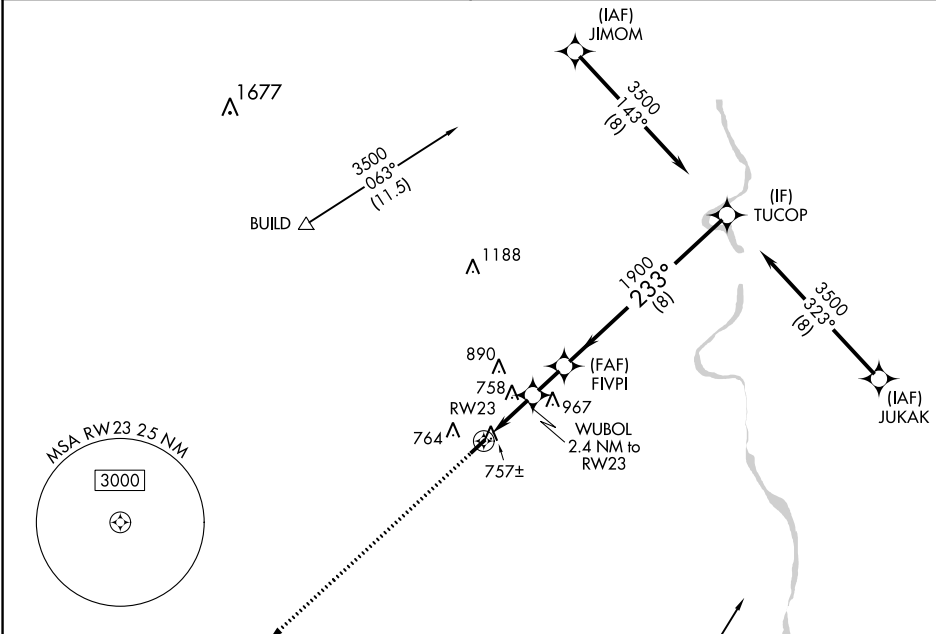 (IAF)
JIMOM
1677
3500
143°
(8)
3500
063°
(11.5)
BUILD
(IF)
TUCOP
1188
1900
233°
(8)
3500
323°
(8)
890
(FAF)
FIVPI
(IAF)
JUKAK
758
967
RW23
764
WUBOL
2.4 NM to
RW23
757±
MSA RW23 25 NM
3000